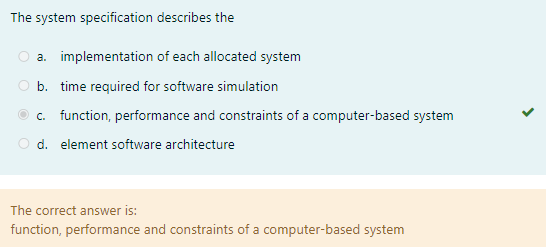 The system specification describes the
a. implementation of each allocated system
b. time required for software simulation
c. function, performance and constraints of a computer-based system
d. element software architecture
The correct answer is:
function, performance and constraints of a computer-based system